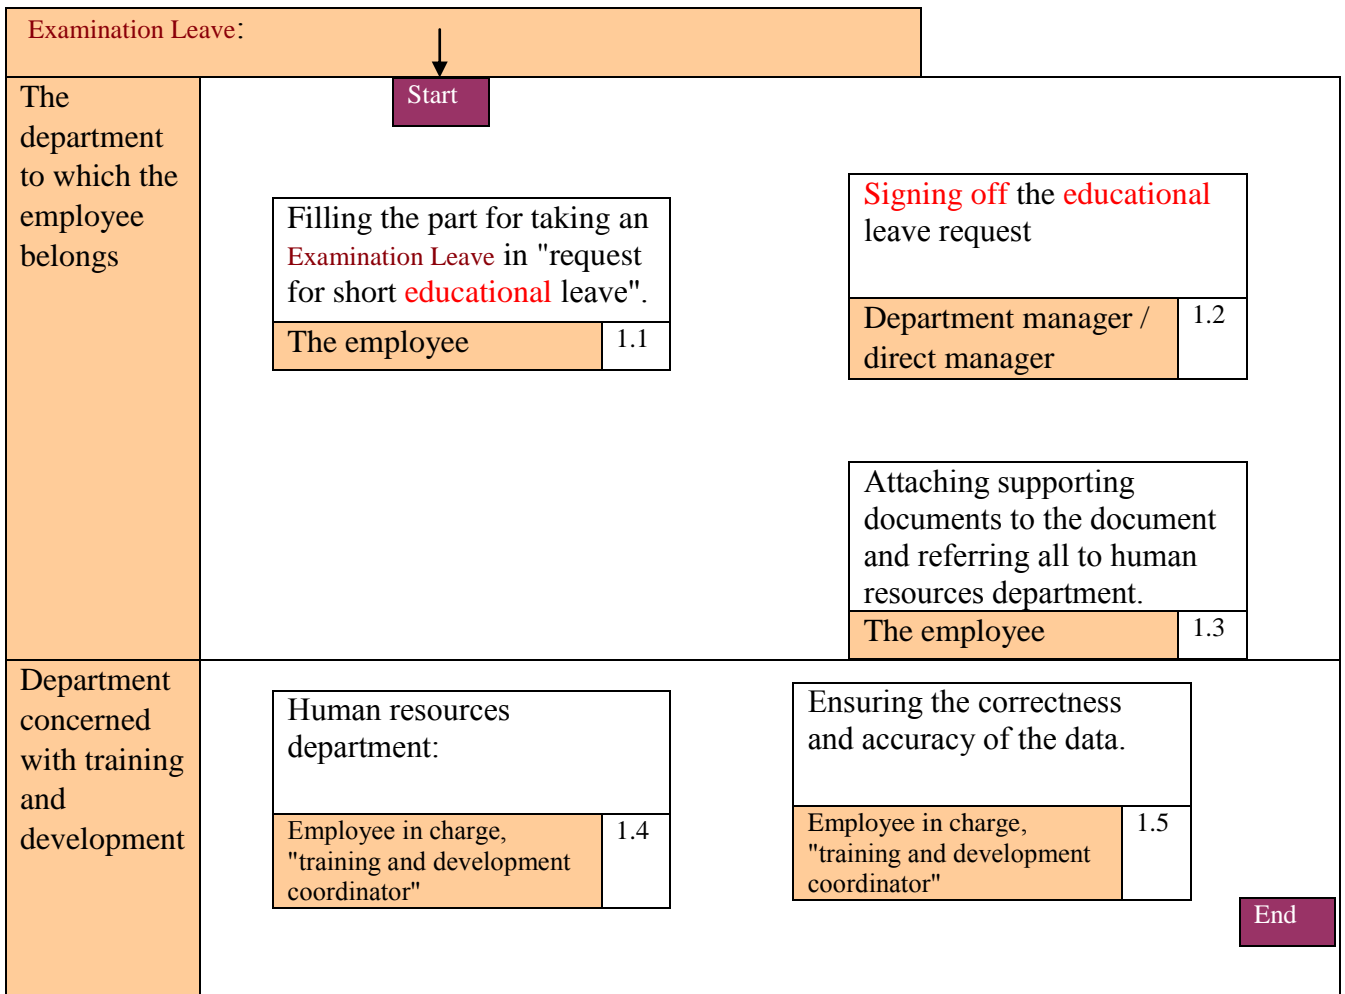 Examination Leave:
Start
The
department
to which the
employee
belongs
Filling the part for taking an
Examination Leave in "request
for short educational leave".
The employee
1.1
Signing off the educational
leave request
Department manager /
direct manager
1.2
Attaching supporting
documents to the document
and referring all to human
resources department.
The employee
1.3
Department
concerned
with training
and
development
Human resources
department:
Employee in charge,
"training and development
coordinator"
1.4
Ensuring the correctness
and accuracy of the data.
Employee in charge,
"training and development
coordinator"
1.5
End